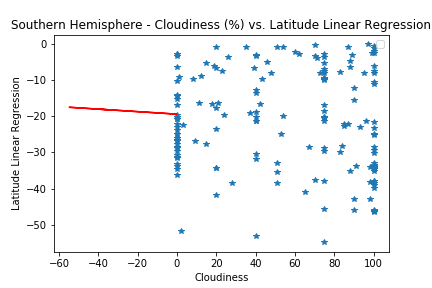 Southern Hemisphere - Cloudiness (%) vs. Latitude Linear Regression
Latitude Linear Regression
0
−10
−20
−30
−40
−50
−60 −40 −20 0 20 40 60 80 100
Cloudiness